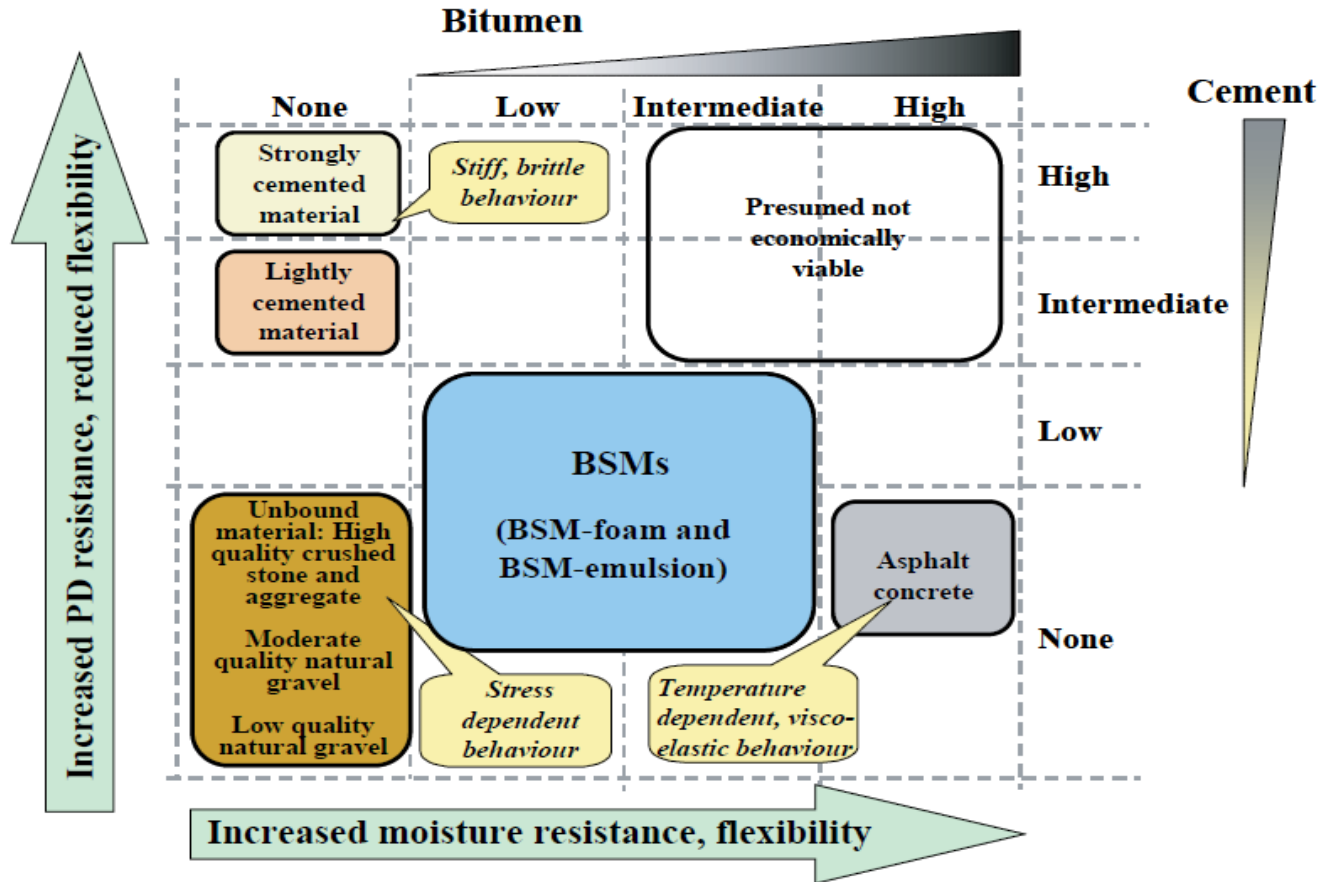 Bitumen
Cement
None
Low
Intermediate
High
Strongly
cemented
material
Stiff, brittle
behaviour
Presumed not
economically
viable
High
Lightly
cemented
material
Intermediate
BSMs
(BSM-foam and
BSM-emulsion)
Low
Unbound
material: High
quality crushed
stone and
aggregate
Moderate
quality natural
gravel
Low quality
natural gravel
Asphalt
concrete
None
Stress
dependent
behaviour
Temperature
dependent, visco-
elastic behaviour
Increased PD resistance, reduced flexibility
Increased moisture resistance, flexibility